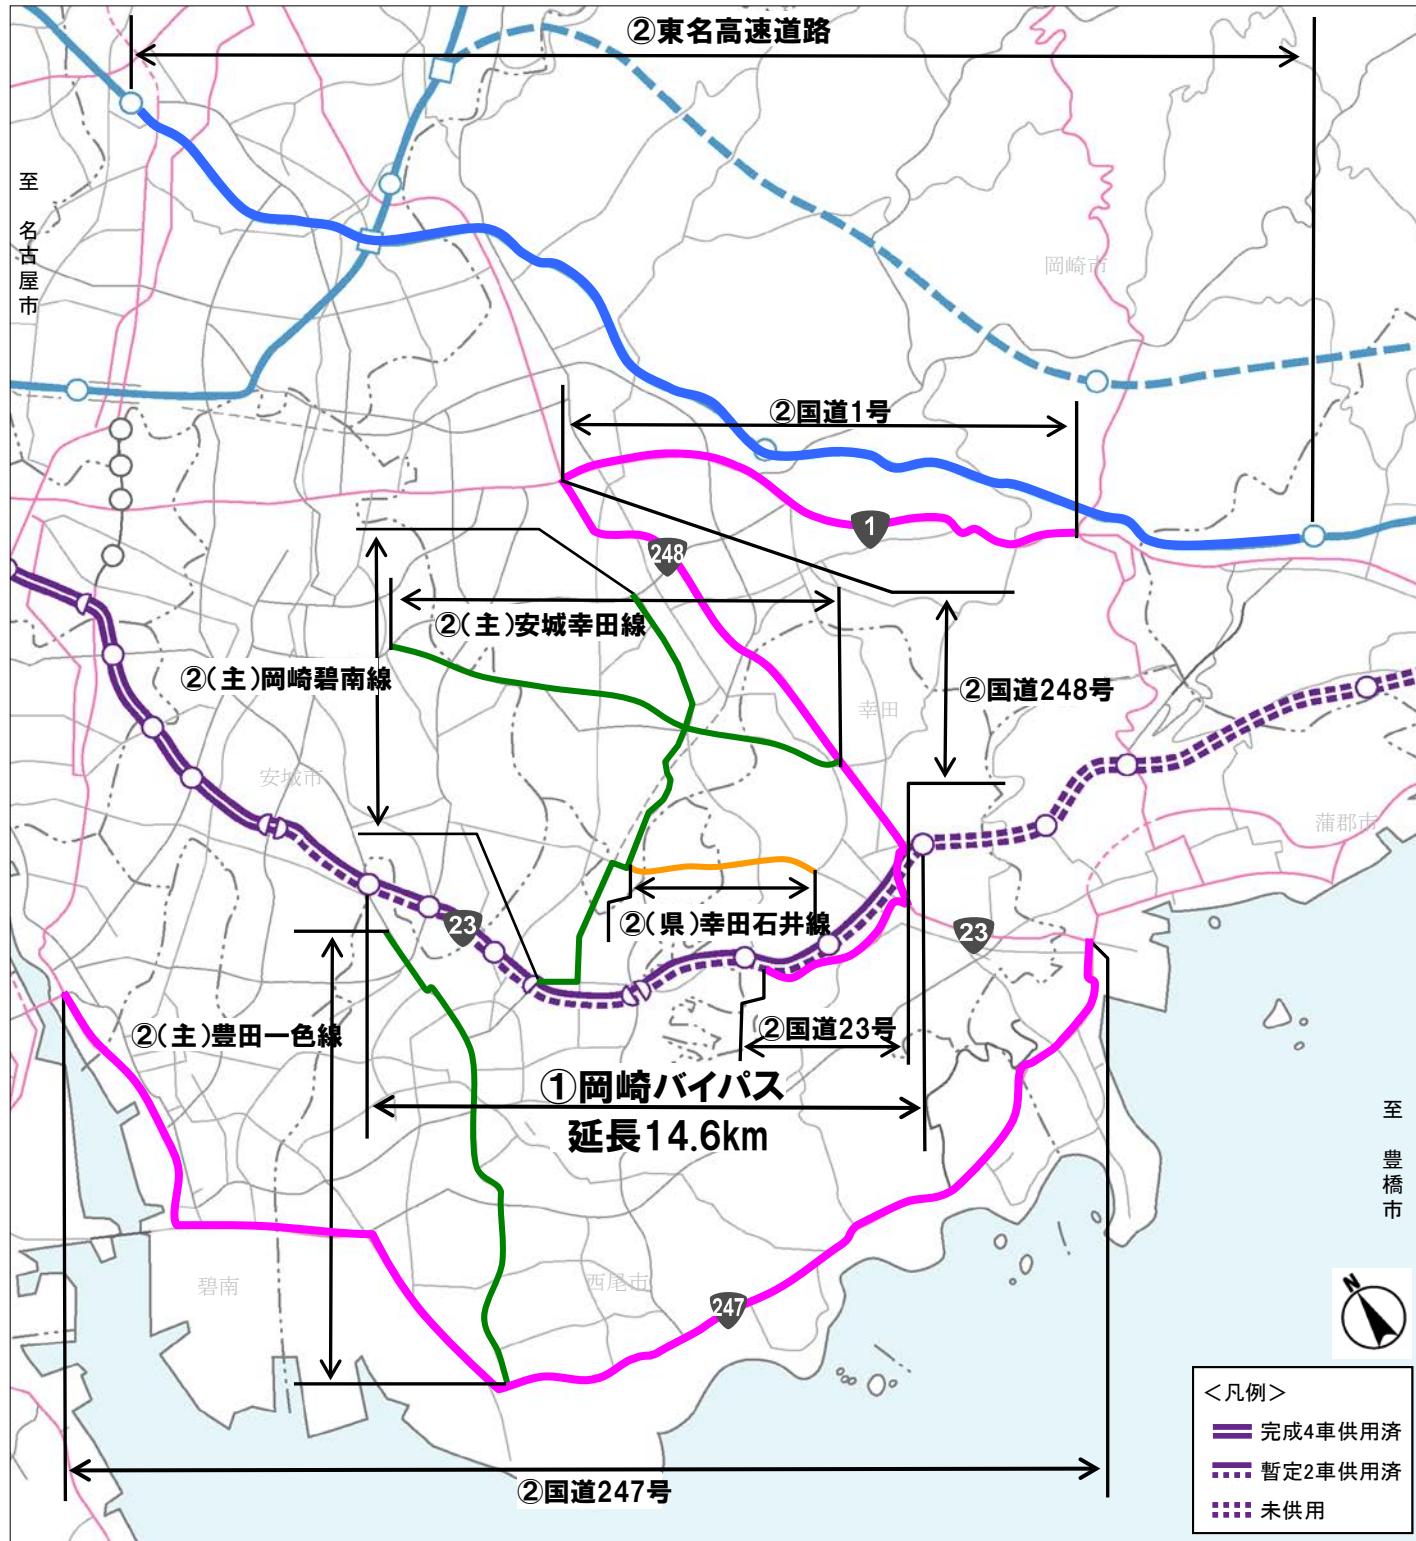 ②東名高速道路
至 名古屋市
岡崎市
②国道1号
1
248
②(主)安城幸田線
②(主)岡崎碧南線
②国道248号
幸田
安城市
蒲郡市
23
②(県)幸田石井線
23
②国道23号
②(主)豊田一色線
①岡崎バイパス
延長14.6km
至 豊橋市
碧南
西尾市
247
N
②国道247号
<凡例>
完成4車供用済
暫定2車供用済
未供用